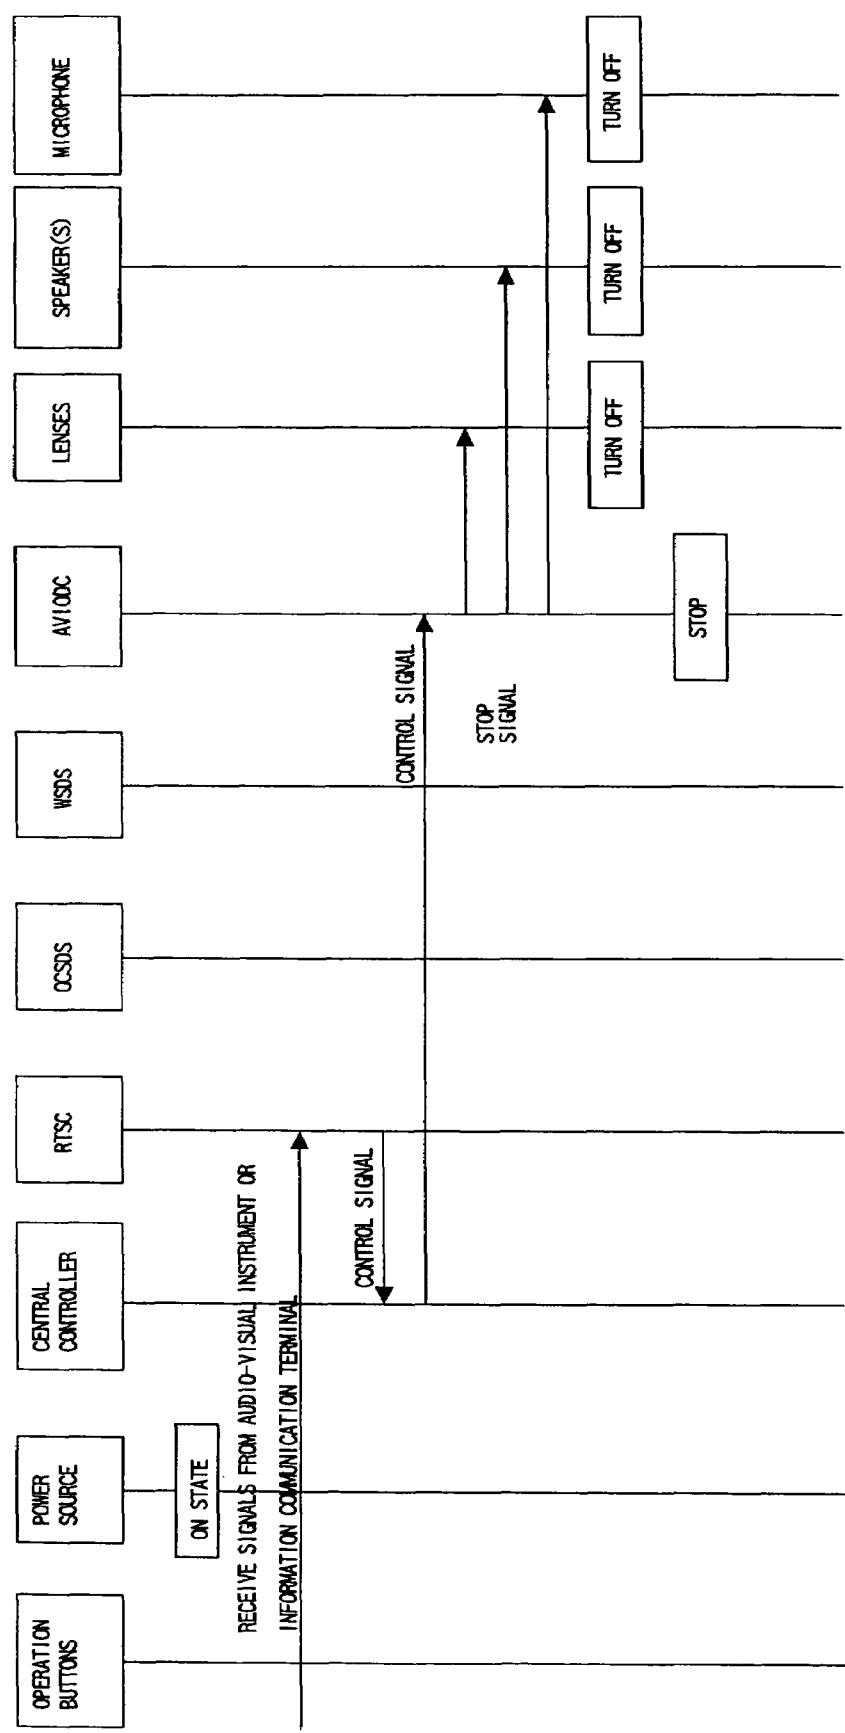 OPERATION
BUTTONS
POWER
SOURCE
CENTRAL
CONTROLLER
RTSC
OCSDS
WSDS
AVIODC
LENSES
SPEAKER(S)
MICROPHONE
ON STATE
RECEIVE SIGNALS FROM AUDIO-VISUAL INSTRUMENT OR
INFORMATION COMMUNICATION TERMINAL
CONTROL SIGNAL
CONTROL SIGNAL
STOP
SIGNAL
TURN OFF
TURN OFF
TURN OFF
STOP